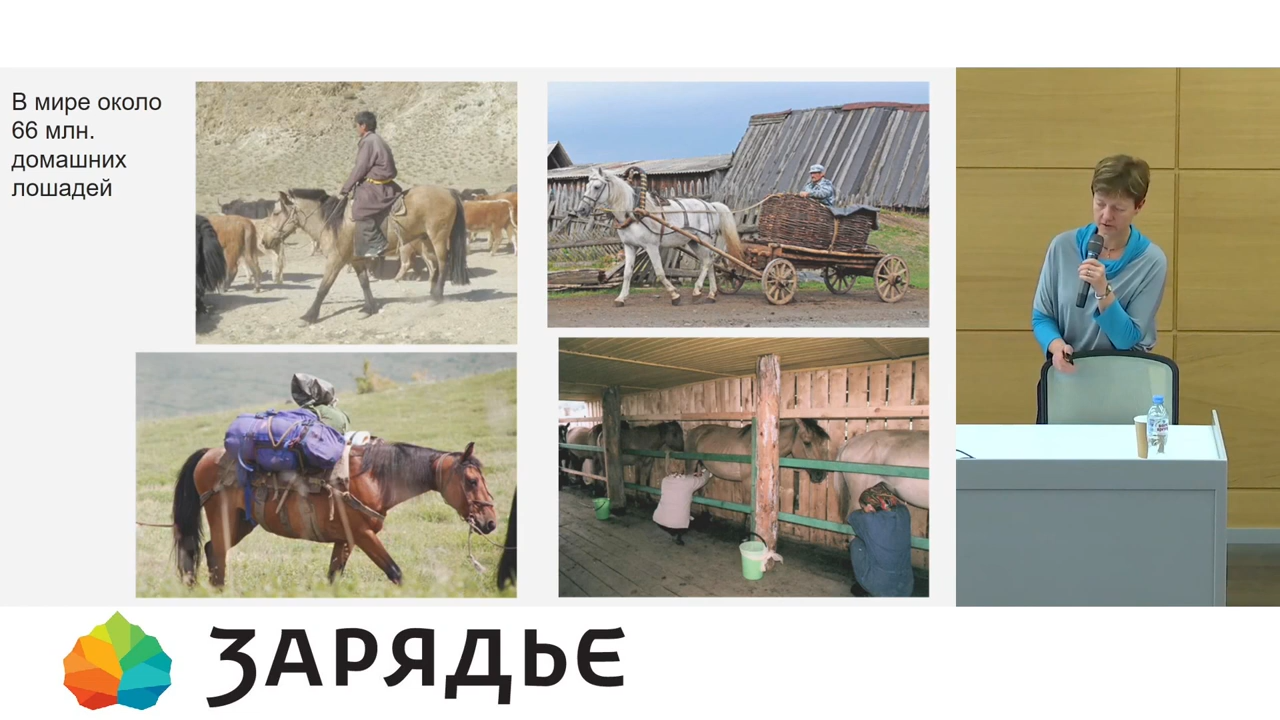 В мире около
66 млн.
домашних
лошадей
ЗАРЯДЬЕ